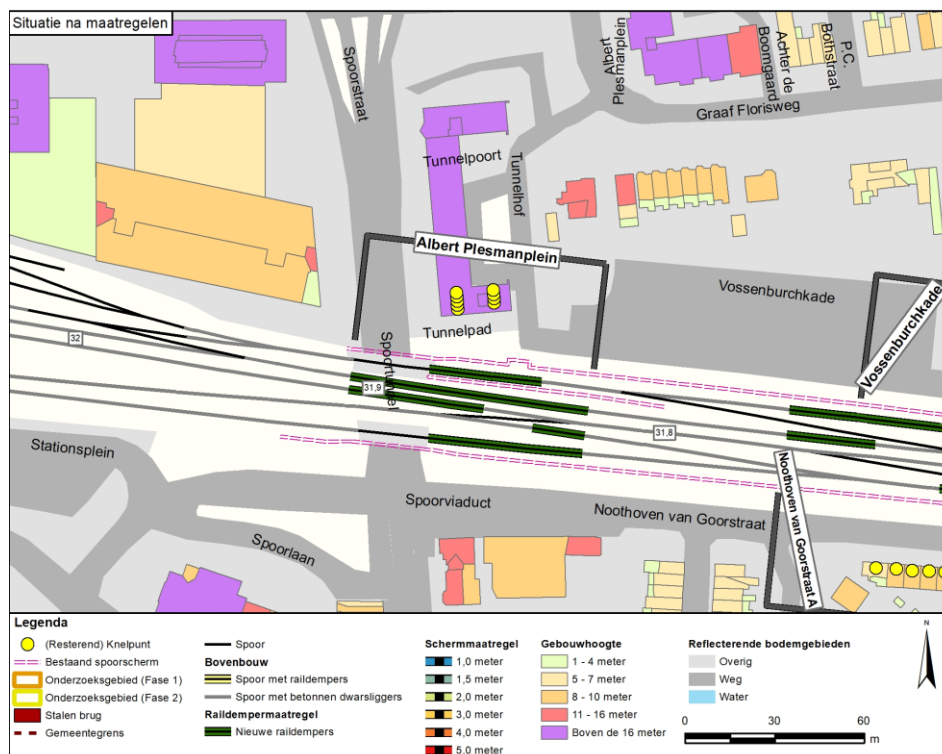 Situatie na maatregelen
Spoorstraat
Albert
Plesmanplein
Achter de
Boomgaard
P.C.
Bothstraat
Graaf Florisweg
Tunnelpoort
Tunnelhof
Albert Plesmanplein
Vossenburchkade
Vossenburchkade
Tunnelpad
Spoortunnel
32
31,9
31,8
Stationsplein
Spoorviaduct
Noothoven van Goorstraat
Noothoven van Goorstraat A
Spoorlaan
Legenda
(Resterend) Knelpunt
Bestaand spoorscherm
Onderzoeksgebied (Fase 1)
Onderzoeksgebied (Fase 2)
Stalen brug
Gemeentegrens
Spoor
Bovenbouw
Spoor met raildempers
Spoor met betonnen dwarsliggers
Raildempermaatregel
Nieuwe raildempers
Schermmaatregel
1,0 meter
1,5 meter
2,0 meter
3,0 meter
4,0 meter
5,0 meter
Gebouwhoogte
1 - 4 meter
5 - 7 meter
8 - 10 meter
11 - 16 meter
Boven de 16 meter
Reflecterende bodemgebieden
Overig
Weg
Water
N
0 30 60
m